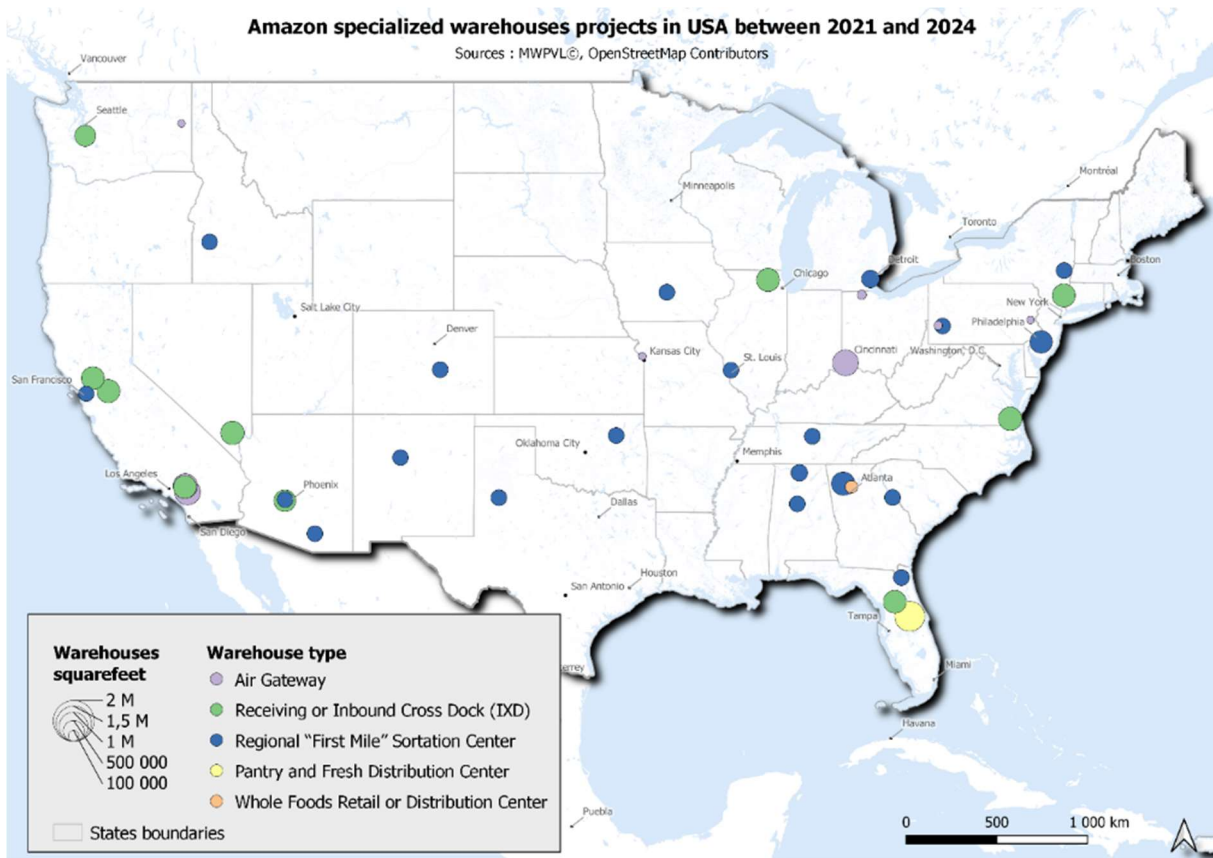 Amazon specialized warehouses projects in USA between 2021 and 2024
Sources : MWPVL©, OpenStreetMap Contributors
Vancouver
Seattle
Minneapolis
Montréal
Toronto
Boston
Detroit
Chicago
Salt Lake City
New York
Philadelphia
Denver
Kansas City
Cincinnati
Washington, D.C.
St. Louis
San Francisco
Oklahoma City
Memphis
Los Angeles
Phoenix
Atlanta
Dallas
San Diego
San Antonio
Houston
Tampa
Miami
errey
Havana
Puebla
Warehouses
squarefeet
2 M
1,5 M
1 M
500 000
100 000
Warehouse type
Air Gateway
Receiving or Inbound Cross Dock (IXD)
Regional “First Mile” Sortation Center
Pantry and Fresh Distribution Center
Whole Foods Retail or Distribution Center
States boundaries
0 500 1 000 km